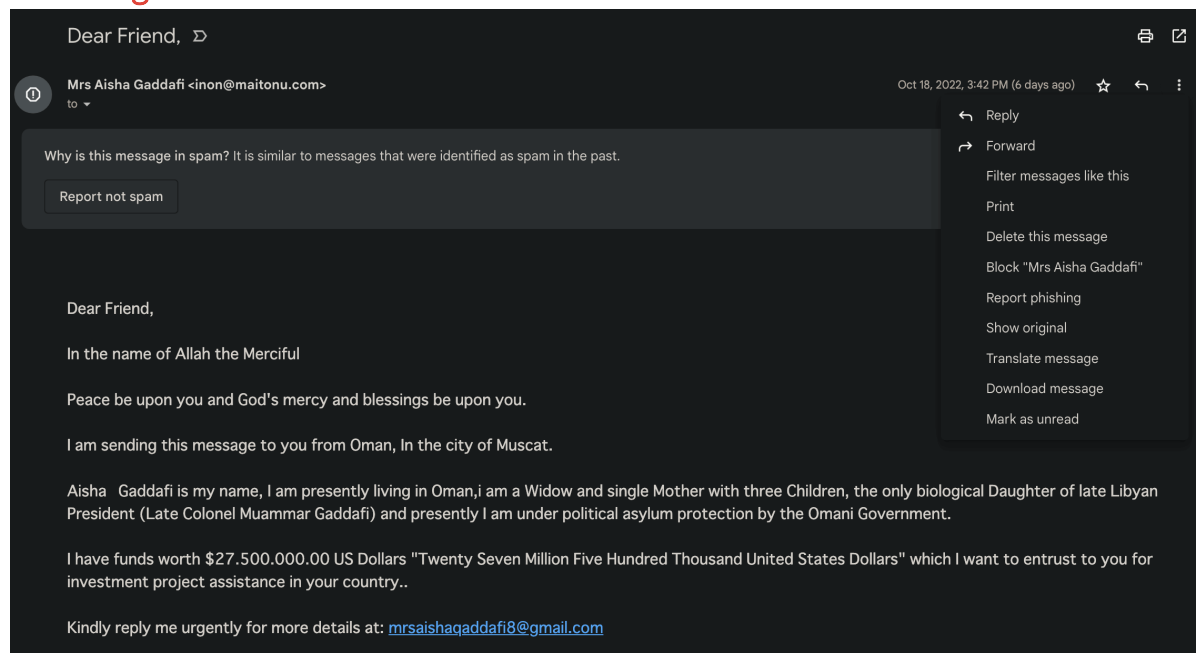 Dear Friend,
Mrs Aisha Gaddafi <inon@maitonu.com>
Oct 18, 2022, 3:42 PM (6 days ago)
to
Why is this message in spam? It is similar to messages that were identified as spam in the past.
Report not spam
Reply
Forward
Filter messages like this
Print
Delete this message
Block "Mrs Aisha Gaddafi"
Report phishing
Show original
Translate message
Download message
Mark as unread
Dear Friend,
In the name of Allah the Merciful
Peace be upon you and God's mercy and blessings be upon you.
I am sending this message to you from Oman, In the city of Muscat.
Aisha  Gaddafi is my name, I am presently living in Oman,i am a Widow and single Mother with three Children, the only biological Daughter of late Libyan
President (Late Colonel Muammar Gaddafi) and presently I am under political asylum protection by the Omani Government.
I have funds worth $27.500.000.00 US Dollars "Twenty Seven Million Five Hundred Thousand United States Dollars" which I want to entrust to you for
investment project assistance in your country..
Kindly reply me urgently for more details at: mrsaishaqaddafi8@gmail.com